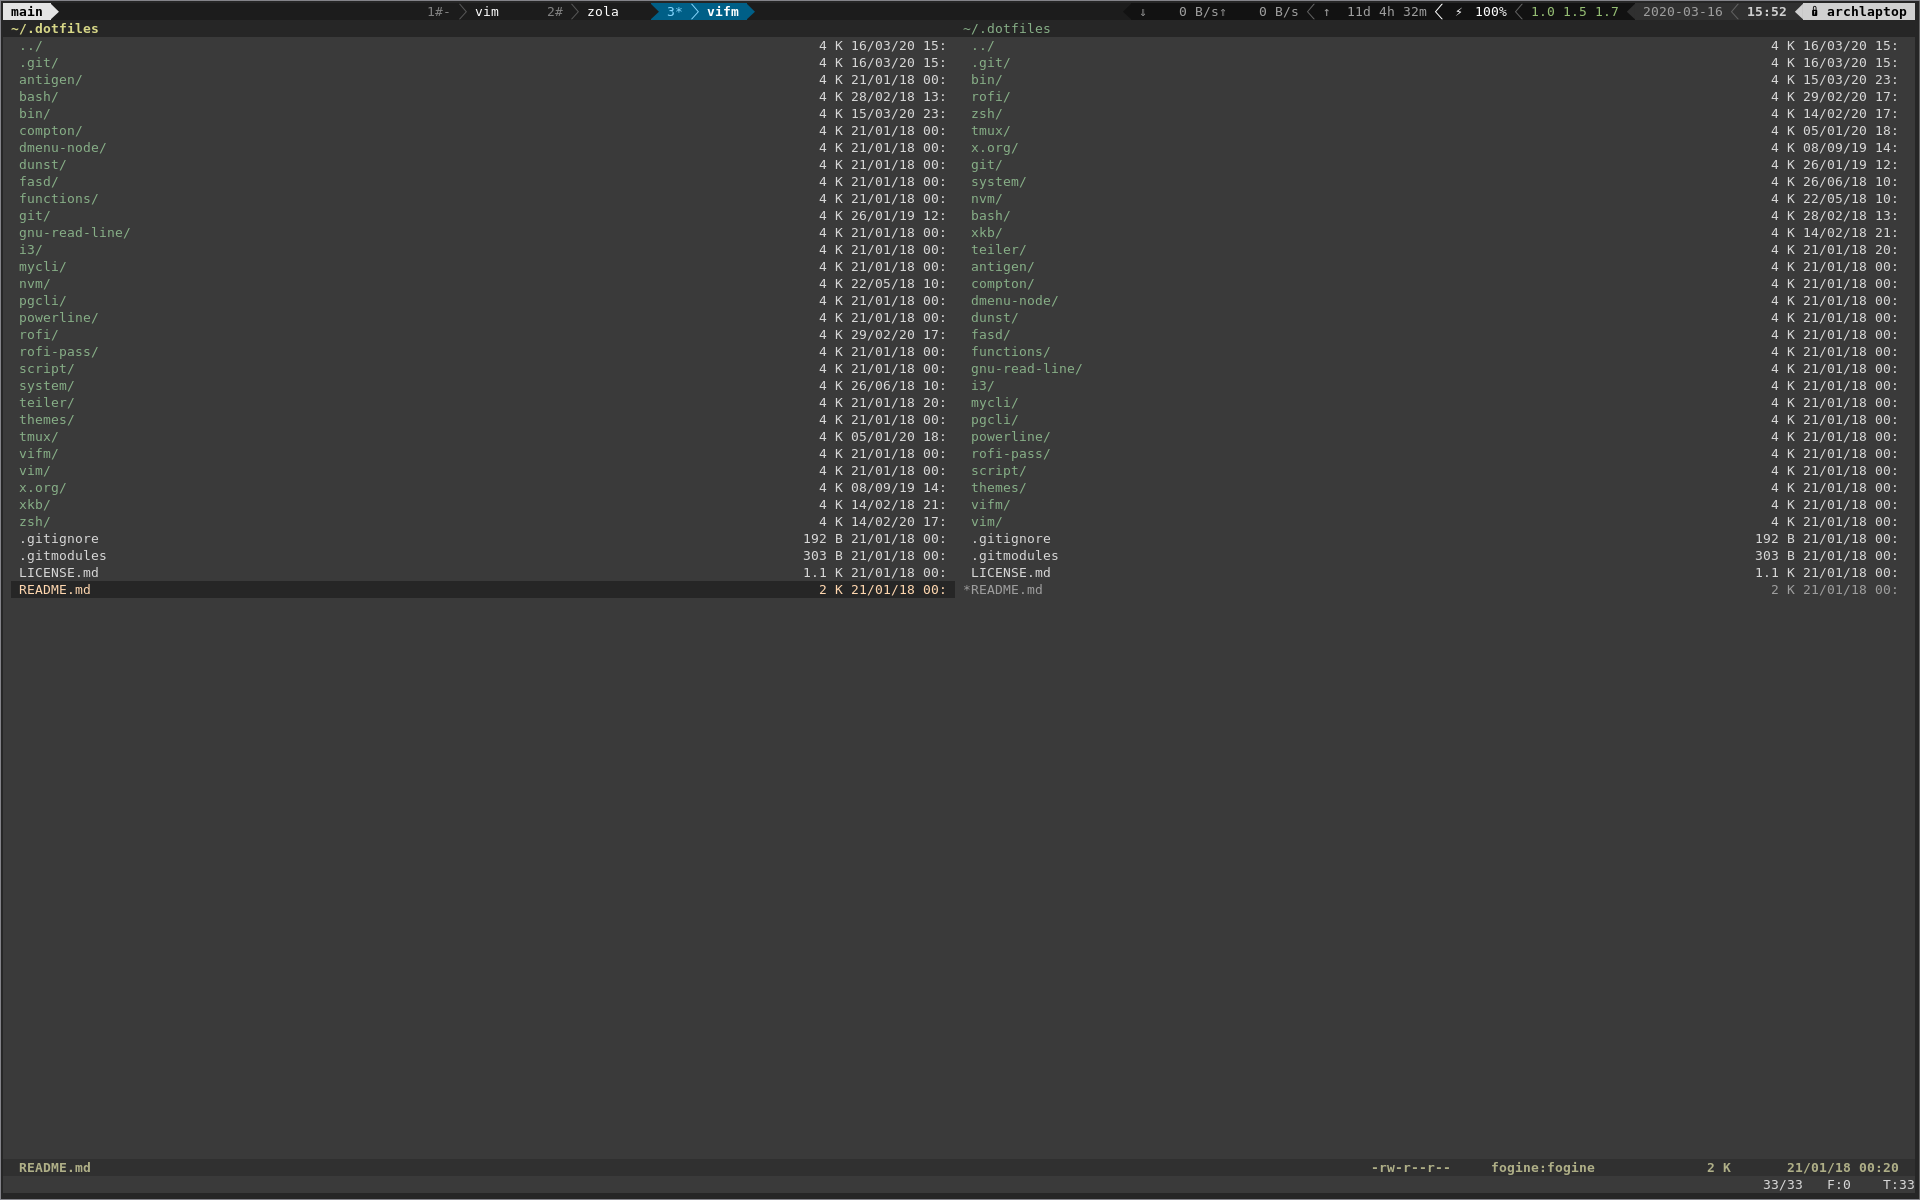 main 1#- vim 2# zola 3* vifm ↓ 0 B/s↑ 0 B/s ↑ 11d 4h 32m ⚡ 100% 1.0 1.5 1.7 2020-03-16 15:52 archlaptop
~/.dotfiles ~/.dotfiles
../ 4 K 16/03/20 15: ../ 4 K 16/03/20 15:
.git/ 4 K 16/03/20 15: .git/ 4 K 16/03/20 15:
antigen/ 4 K 21/01/18 00: bin/ 4 K 15/03/20 23:
bash/ 4 K 28/02/18 13: rofi/ 4 K 29/02/20 17:
bin/ 4 K 15/03/20 23: zsh/ 4 K 14/02/20 17:
compton/ 4 K 21/01/18 00: tmux/ 4 K 05/01/20 18:
dmenu-node/ 4 K 21/01/18 00: x.org/ 4 K 08/09/19 14:
dunst/ 4 K 21/01/18 00: git/ 4 K 26/01/19 12:
fasd/ 4 K 21/01/18 00: system/ 4 K 26/06/18 10:
functions/ 4 K 21/01/18 00: nvm/ 4 K 22/05/18 10:
git/ 4 K 26/01/19 12: bash/ 4 K 28/02/18 13:
gnu-read-line/ 4 K 21/01/18 00: xkb/ 4 K 14/02/18 21:
i3/ 4 K 21/01/18 00: teiler/ 4 K 21/01/18 20:
mycli/ 4 K 21/01/18 00: antigen/ 4 K 21/01/18 00:
nvm/ 4 K 22/05/18 10: compton/ 4 K 21/01/18 00:
pgcli/ 4 K 21/01/18 00: dmenu-node/ 4 K 21/01/18 00:
powerline/ 4 K 21/01/18 00: dunst/ 4 K 21/01/18 00:
rofi/ 4 K 29/02/20 17: fasd/ 4 K 21/01/18 00:
rofi-pass/ 4 K 21/01/18 00: functions/ 4 K 21/01/18 00:
script/ 4 K 21/01/18 00: gnu-read-line/ 4 K 21/01/18 00:
system/ 4 K 26/06/18 10: i3/ 4 K 21/01/18 00:
teiler/ 4 K 21/01/18 20: mycli/ 4 K 21/01/18 00:
themes/ 4 K 21/01/18 00: pgcli/ 4 K 21/01/18 00:
tmux/ 4 K 05/01/20 18: powerline/ 4 K 21/01/18 00:
vifm/ 4 K 21/01/18 00: rofi-pass/ 4 K 21/01/18 00:
vim/ 4 K 21/01/18 00: script/ 4 K 21/01/18 00:
x.org/ 4 K 08/09/19 14: themes/ 4 K 21/01/18 00:
xkb/ 4 K 14/02/18 21: vifm/ 4 K 21/01/18 00:
zsh/ 4 K 14/02/20 17: vim/ 4 K 21/01/18 00:
.gitignore 192 B 21/01/18 00: .gitignore 192 B 21/01/18 00:
.gitmodules 303 B 21/01/18 00: .gitmodules 303 B 21/01/18 00:
LICENSE.md 1.1 K 21/01/18 00: LICENSE.md 1.1 K 21/01/18 00:
README.md 2 K 21/01/18 00: *README.md 2 K 21/01/18 00:
README.md -rw-r--r-- fogine:fogine 2 K 21/01/18 00:20
33/33 F:0 T:33